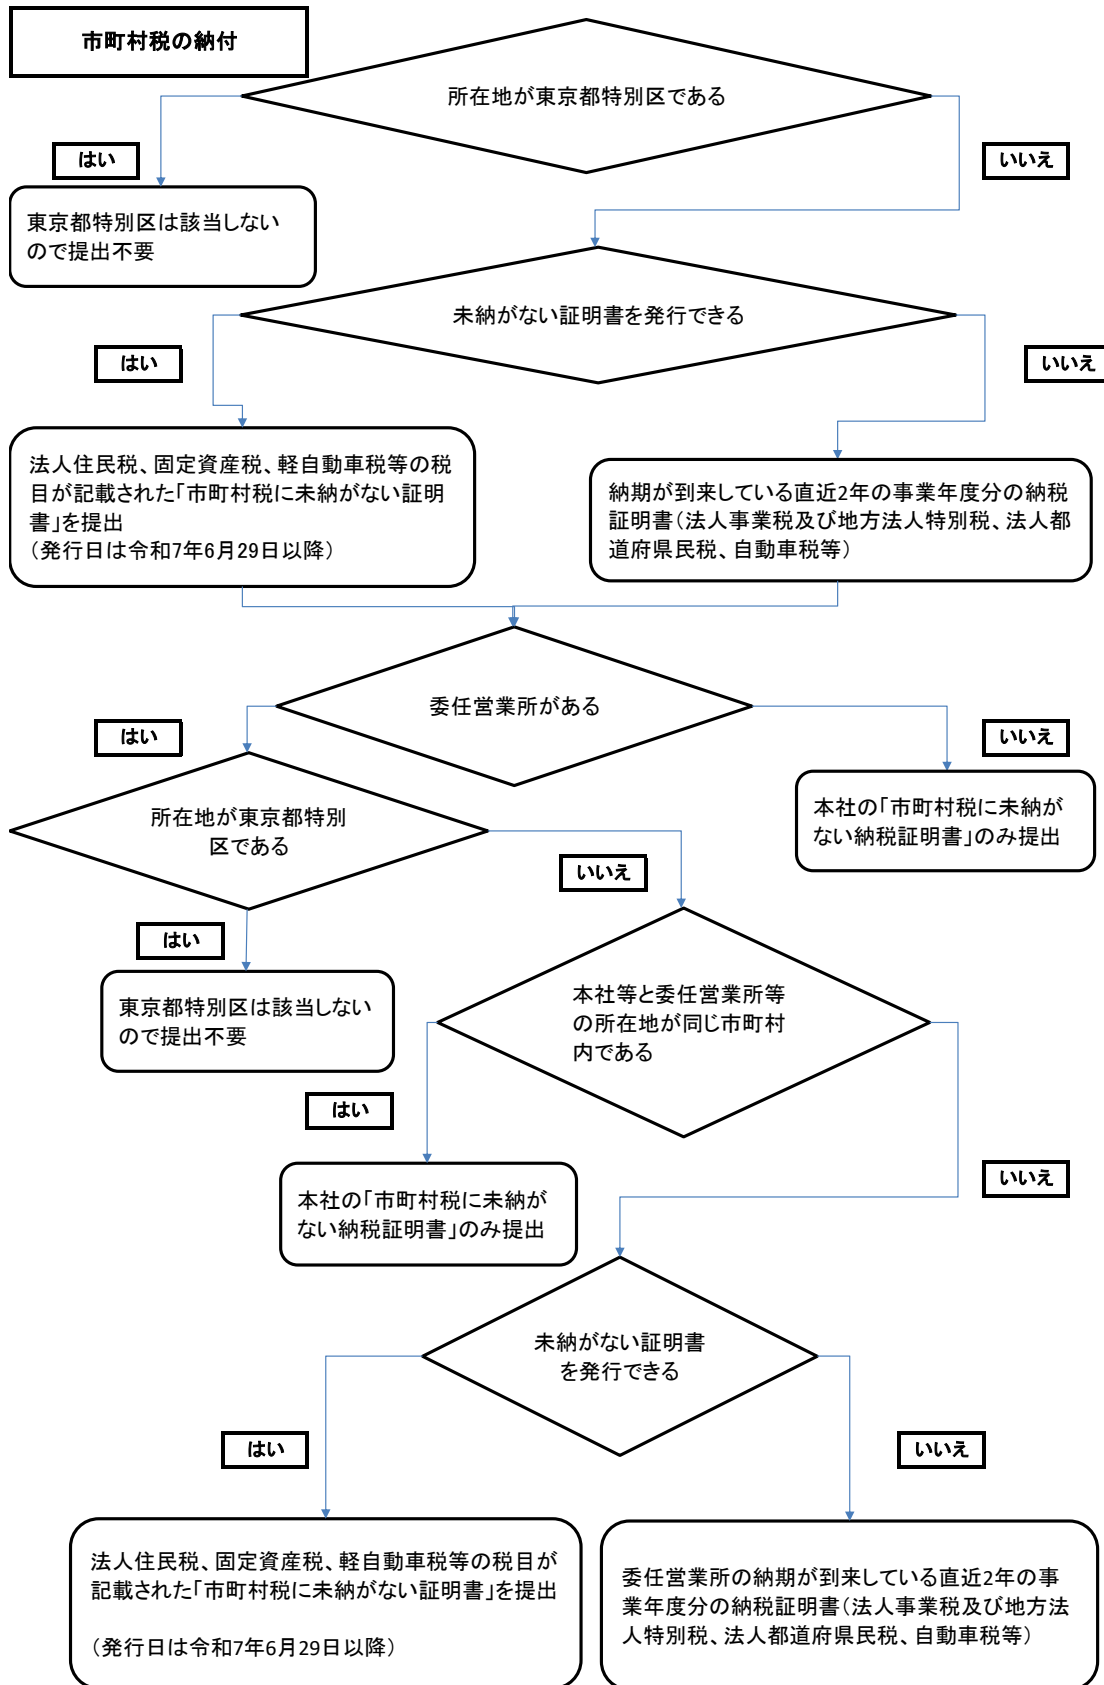 市町村税の納付
所在地が東京都特別区である
はい
いいえ
東京都特別区は該当しない
ので提出不要
未納がない証明書を発行できる
はい
いいえ
法人住民税、固定資産税、軽自動車税等の税
目が記載された「市町村税に未納がない証明
書」を提出
（発行日は令和7年6月29日以降）
納期が到来している直近2年の事業年度分の納税
証明書（法人事業税及び地方法人特別税、法人都
道府県民税、自動車税等）
委任営業所がある
はい
いいえ
本社の「市町村税に未納が
ない納税証明書」のみ提出
所在地が東京都特別
区である
いいえ
はい
東京都特別区は該当しない
ので提出不要
本社等と委任営業所等
の所在地が同じ市町村
内である
はい
いいえ
本社の「市町村税に未納が
ない納税証明書」のみ提出
未納がない証明書
を発行できる
はい
いいえ
法人住民税、固定資産税、軽自動車税等の税目が
記載された「市町村税に未納がない証明書」を提出
（発行日は令和7年6月29日以降）
委任営業所の納期が到来している直近2年の事
業年度分の納税証明書（法人事業税及び地方法
人特別税、法人都道府県民税、自動車税等）